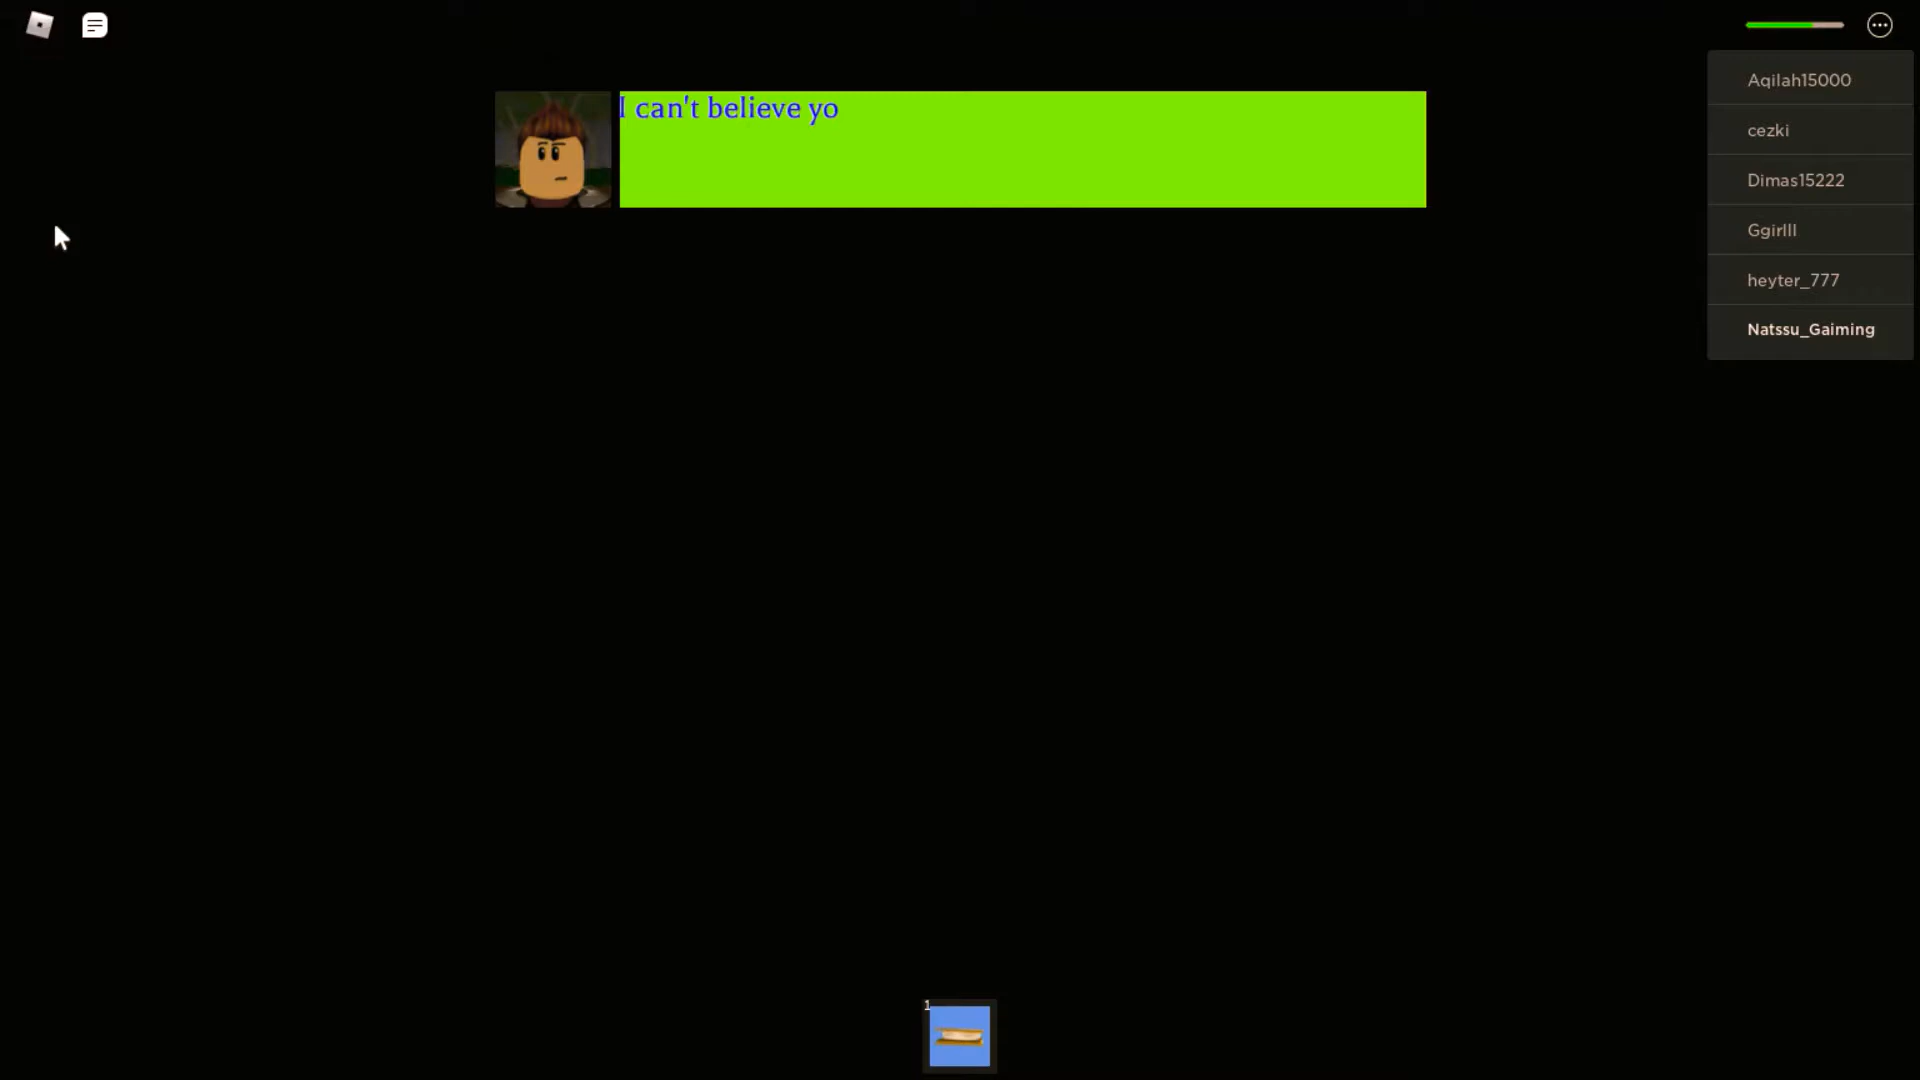 I can't believe yo
Aqilah15000
cezki
Dimas15222
Ggirlll
heyter_777
Natssu_Gaiming
1